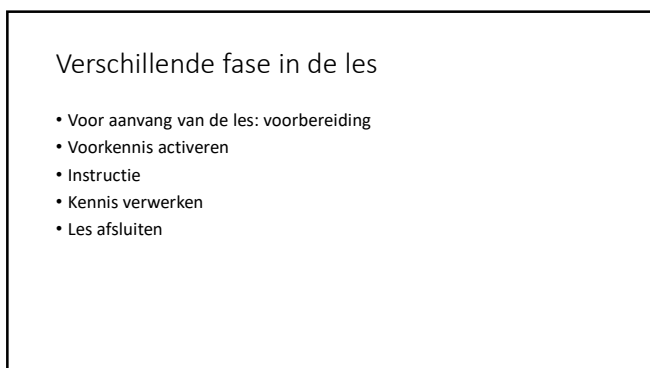 Verschillende fase in de les
• Voor aanvang van de les: voorbereiding
• Voorkennis activeren
• Instructie
• Kennis verwerken
• Les afsluiten